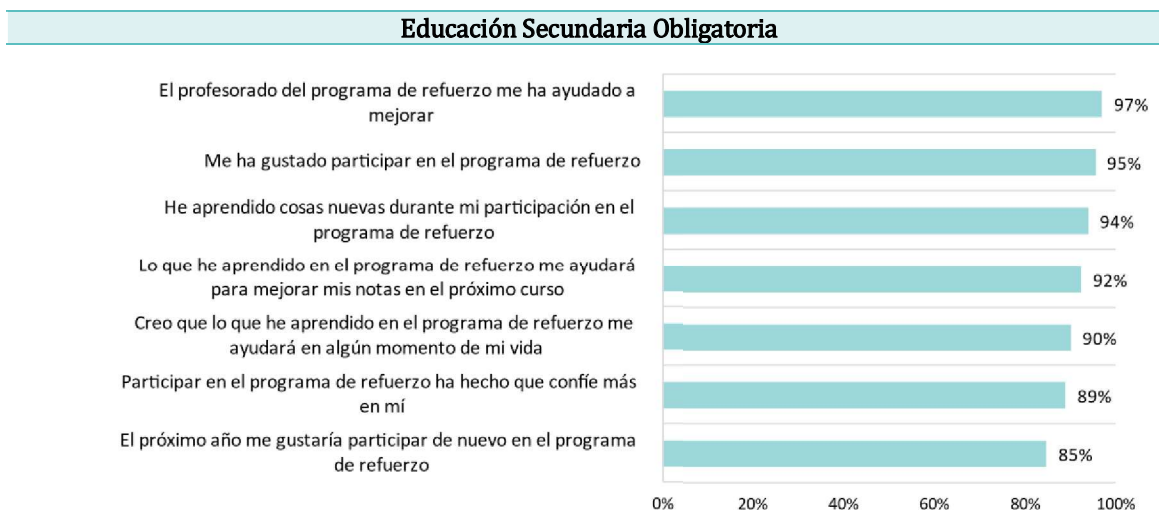 Educación Secundaria Obligatoria
El profesorado del programa de refuerzo me ha ayudado a
mejorar
97%
Me ha gustado participar en el programa de refuerzo
95%
He aprendido cosas nuevas durante mi participación en el
programa de refuerzo
94%
Lo que he aprendido en el programa de refuerzo me ayudará
para mejorar mis notas en el próximo curso
92%
Creo que lo que he aprendido en el programa de refuerzo me
ayudará en algún momento de mi vida
90%
Participar en el programa de refuerzo ha hecho que confíe más
en mí
89%
El próximo año me gustaría participar de nuevo en el programa
de refuerzo
85%
0% 20% 40% 60% 80% 100%